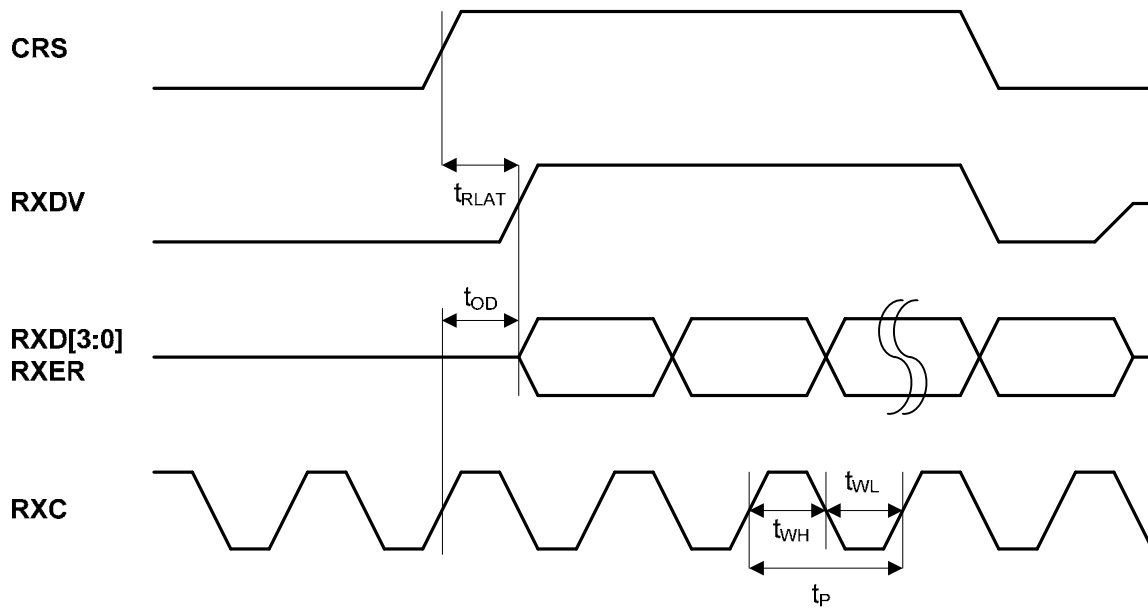 CRS
tRLAT
RXDV
tOD
RXD[3:0]
RXER
RXC
tWH
tWL
tP